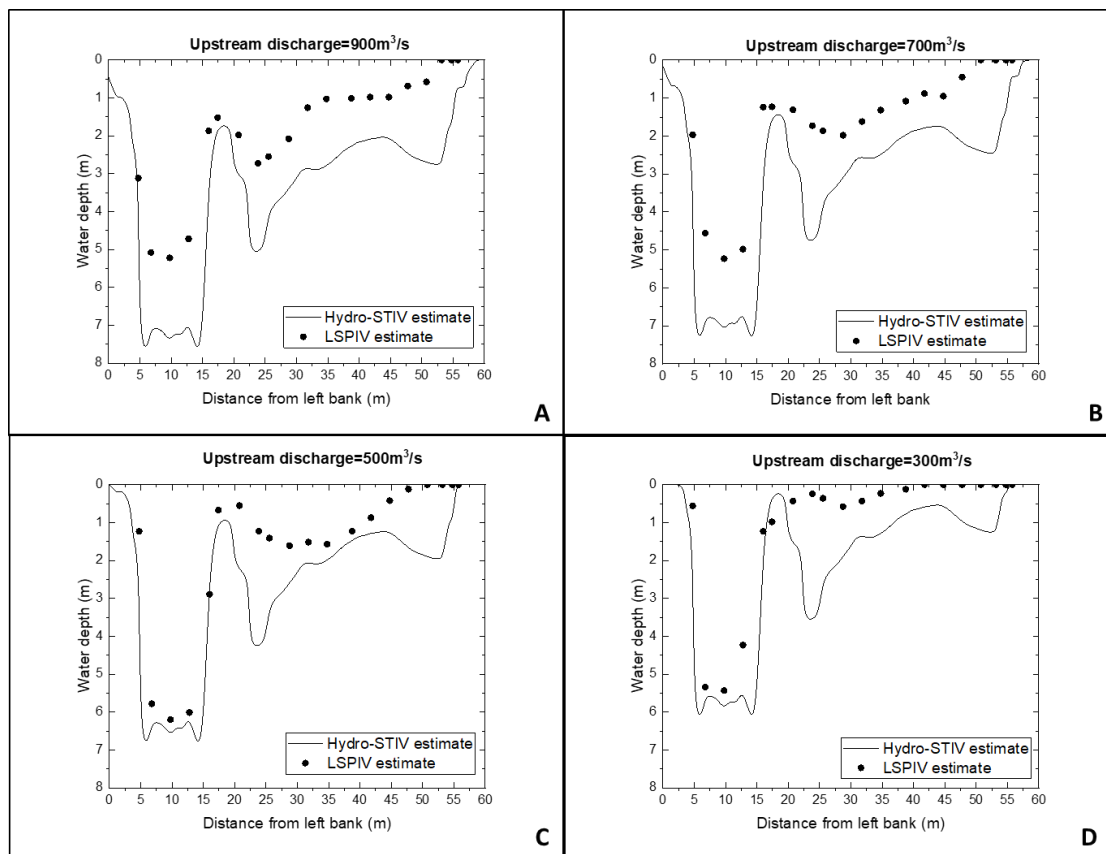 Upstream discharge=900m³/s
0
1
2
3
4
5
6
7
8
Water depth (m)
Hydro-STIV estimate
LSPIV estimate
0 5 10 15 20 25 30 35 40 45 50 55 60
Distance from left bank (m)
A
Upstream discharge=700m³/s
0
1
2
3
4
5
6
7
8
Water depth (m)
Hydro-STIV estimate
LSPIV estimate
0 5 10 15 20 25 30 35 40 45 50 55 60
Distance from left bank
B
Upstream discharge=500m³/s
0
1
2
3
4
5
6
7
8
Water depth (m)
Hydro-STIV estimate
LSPIV estimate
0 5 10 15 20 25 30 35 40 45 50 55 60
Distance from left bank (m)
C
Upstream discharge=300m³/s
0
1
2
3
4
5
6
7
8
Water depth (m)
Hydro-STIV estimate
LSPIV estimate
0 5 10 15 20 25 30 35 40 45 50 55 60
Distance from left bank (m)
D